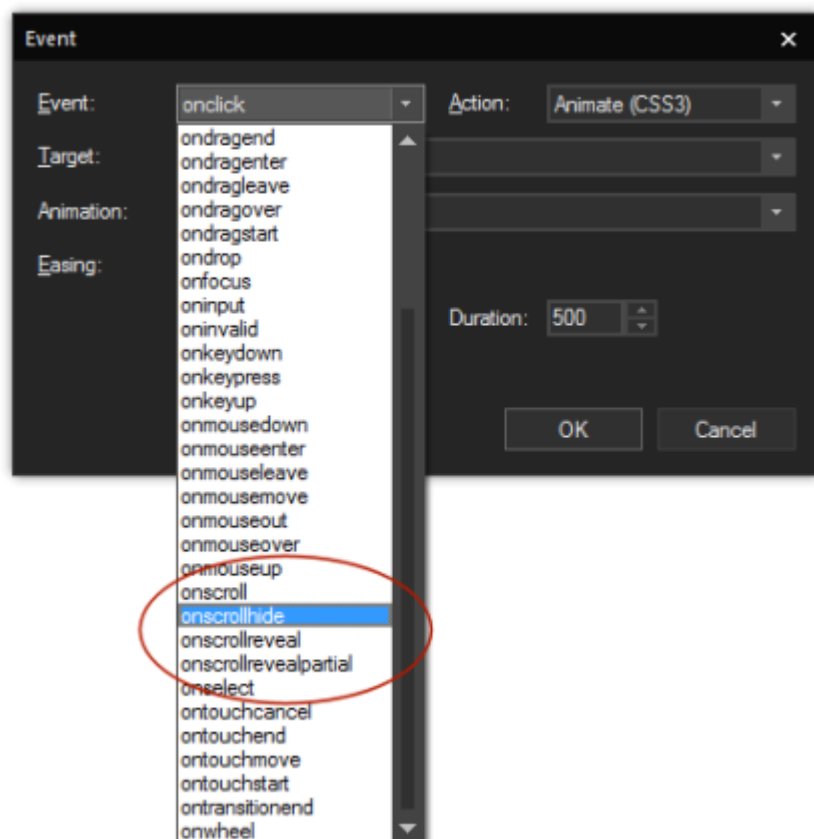 Event
Event: onclick Action: Animate (CSS3)
Target:
Animation:
Easing:
Duration: 500
OK Cancel
ondragend
ondragenter
ondragleave
ondragover
ondragstart
ondrop
onfocus
oninput
oninvalid
onkeydown
onkeypress
onkeyup
onmousedown
onmouseenter
onmouseleave
onmousemove
onmouseout
onmouseover
onmouseup
onscroll
onscrollhide
onscrollreveal
onscrollrevealpartial
onselect
ontouchcancel
ontouchend
ontouchmove
ontouchstart
ontransitionend
onwheel